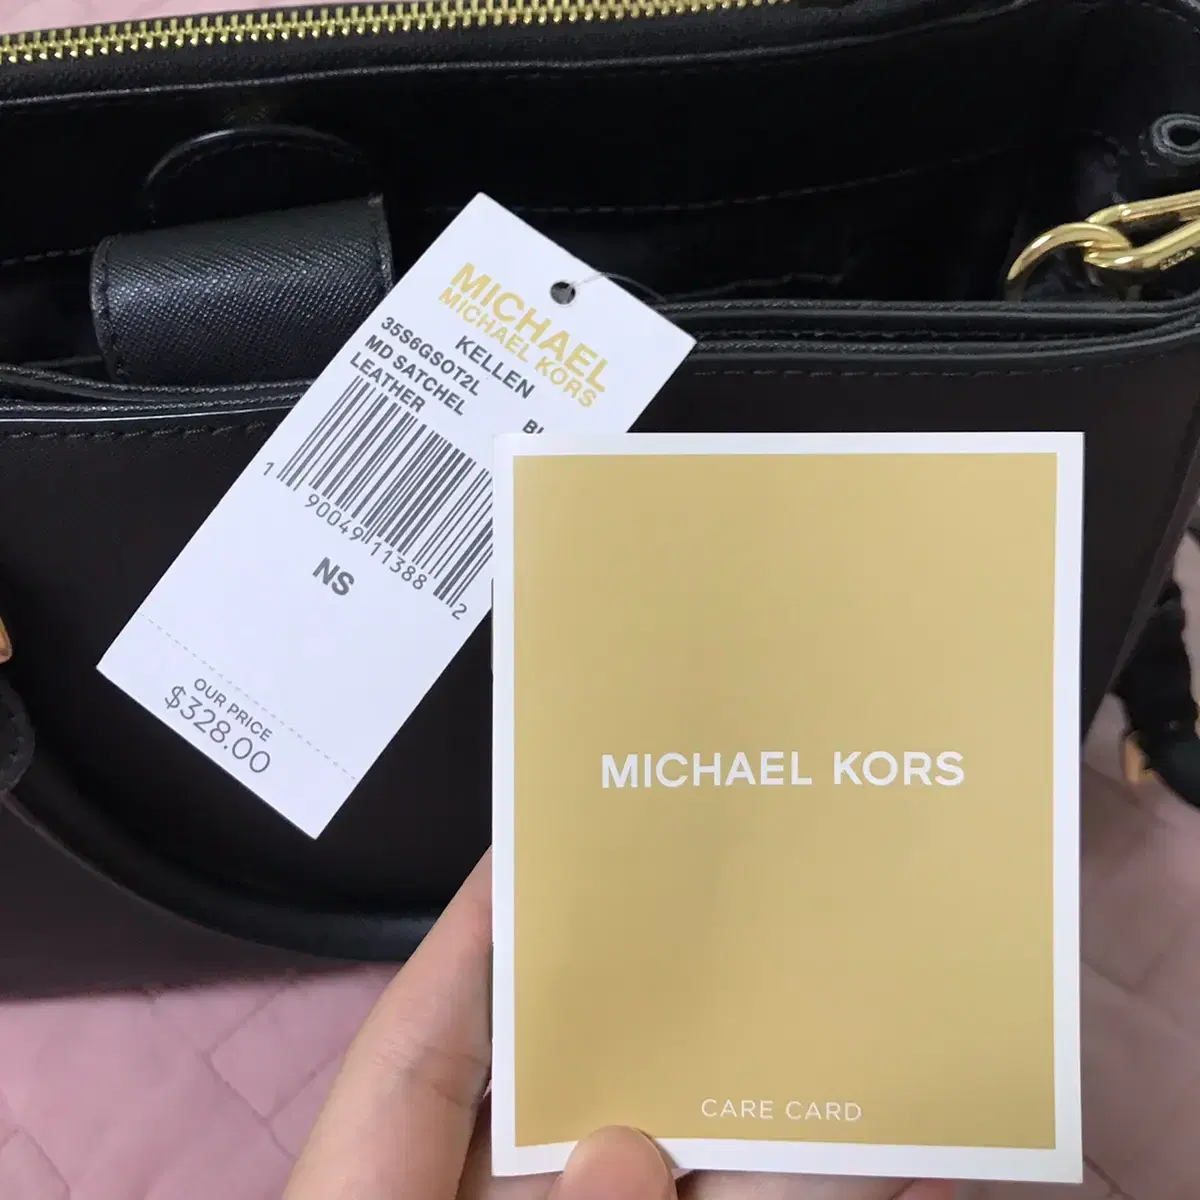 MICHAEL
MICHAEL KORS
KELLEN
35S6GSOT2L
MD SATCHEL
LEATHER
1 90049 11388 2
NS
OUR PRICE
$328.00
MICHAEL KORS
CARE CARD